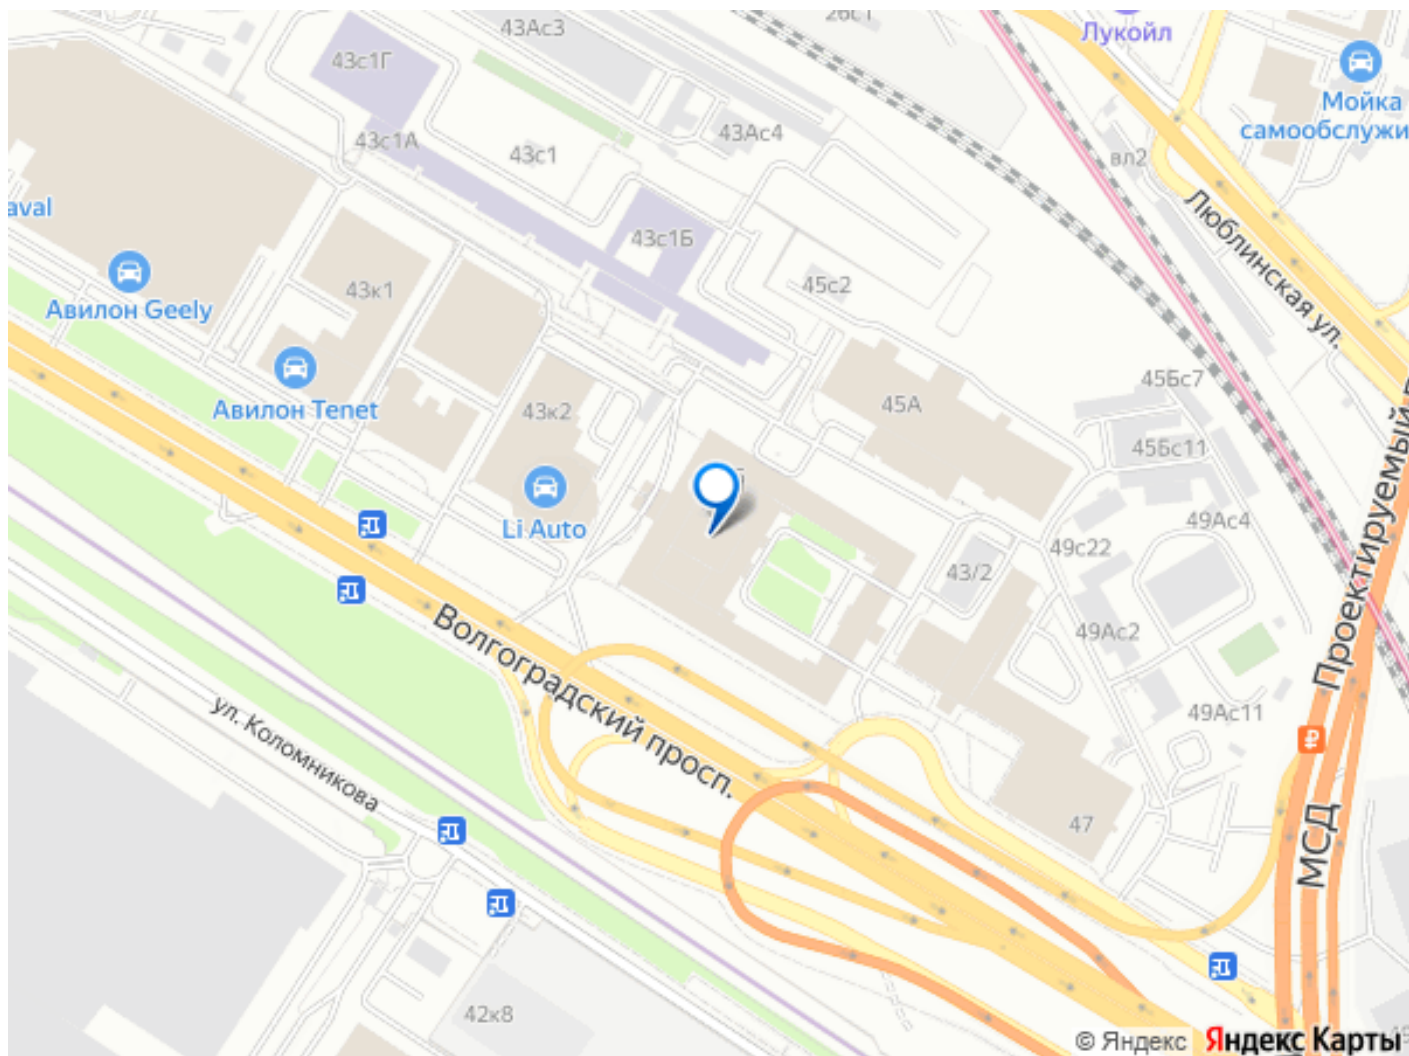 26с1
43Ас3
Лукойл
43с1Г
Мойка
самообслужи
43Ас4
43с1А
43с1
вл2
aval
Люблинская ул.
43с1Б
45с2
43к1
Авилон Geely
Авилон Tenet
43к2
45А
45Бс7
45Бс11
Li Auto
49Ас4
49с22
43/2
49Ас2
Проектируемый
Волгоградский просп.
ул. Коломникова
49Ас11
47
МСД
42к8
© Яндекс
Яндекс Карты